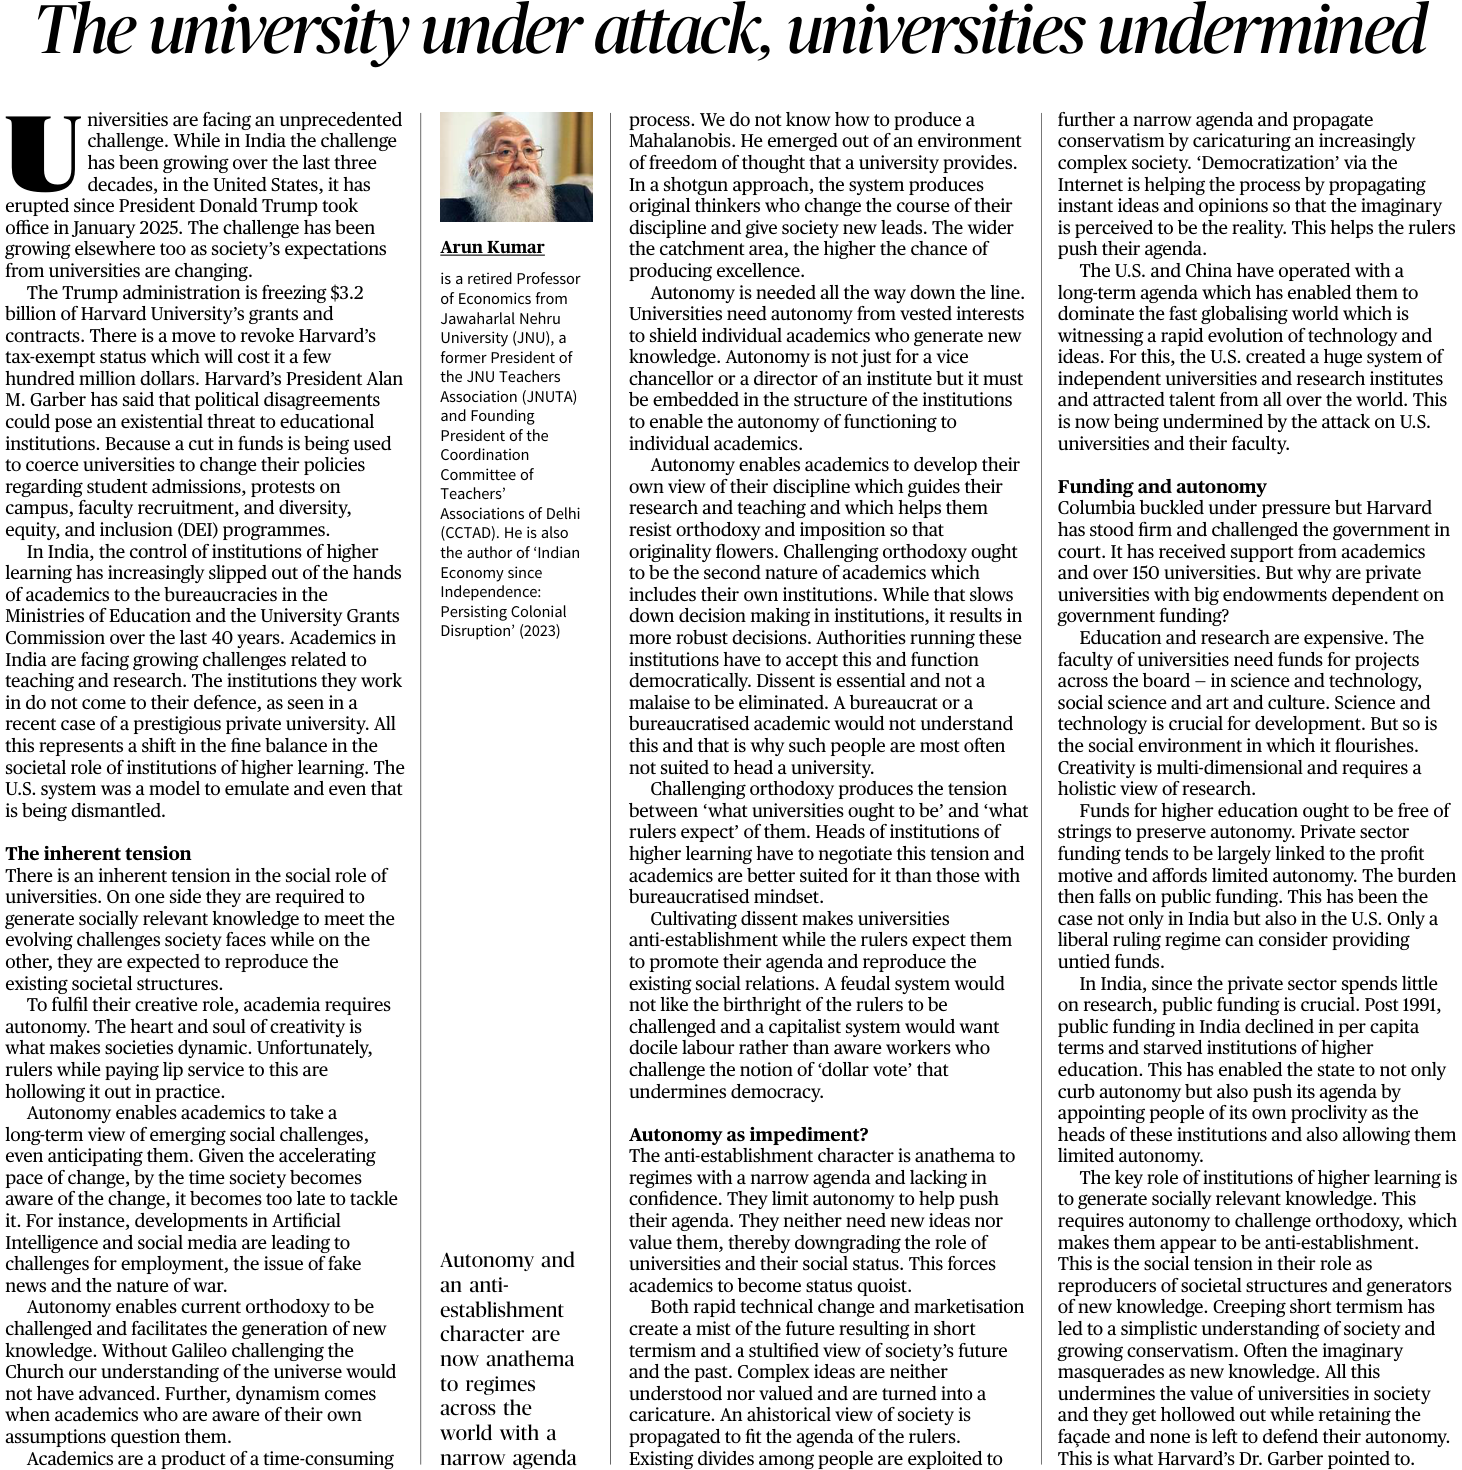 The university under attack, universities undermined
Universities are facing an unprecedented
challenge. While in India the challenge
has been growing over the last three
decades, in the United States, it has
erupted since President Donald Trump took
office in January 2025. The challenge has been
growing elsewhere too as society's expectations
from universities are changing.
The Trump administration is freezing $3.2
billion of Harvard University's grants and
contracts. There is a move to revoke Harvard's
tax-exempt status which will cost it a few
hundred million dollars. Harvard's President Alan
M. Garber has said that political disagreements
could pose an existential threat to educational
institutions. Because a cut in funds is being used
to coerce universities to change their policies
regarding student admissions, protests on
campus, faculty recruitment, and diversity,
equity, and inclusion (DEI) programmes.
In India, the control of institutions of higher
learning has increasingly slipped out of the hands
of academics to the bureaucracies in the
Ministries of Education and the University Grants
Commission over the last 40 years. Academics in
India are facing growing challenges related to
teaching and research. The institutions they work
in do not come to their defence, as seen in a
recent case of a prestigious private university. All
this represents a shift in the fine balance in the
societal role of institutions of higher learning. The
U.S. system was a model to emulate and even that
is being dismantled.
The inherent tension
There is an inherent tension in the social role of
universities. On one side they are required to
generate socially relevant knowledge to meet the
evolving challenges society faces while on the
other, they are expected to reproduce the
existing societal structures.
To fulfil their creative role, academia requires
autonomy. The heart and soul of creativity is
what makes societies dynamic. Unfortunately,
rulers while paying lip service to this are
hollowing it out in practice.
Autonomy enables academics to take a
long-term view of emerging social challenges,
even anticipating them. Given the accelerating
pace of change, by the time society becomes
aware of the change, it becomes too late to tackle
it. For instance, developments in Artificial
Intelligence and social media are leading to
challenges for employment, the issue of fake
news and the nature of war.
Autonomy enables current orthodoxy to be
challenged and facilitates the generation of new
knowledge. Without Galileo challenging the
Church our understanding of the universe would
not have advanced. Further, dynamism comes
when academics who are aware of their own
assumptions question them.
Academics are a product of a time-consuming
Arun Kumar
is a retired Professor
of Economics from
Jawaharlal Nehru
University (JNU), a
former President of
the JNU Teachers
Association (JNUTA)
and Founding
President of the
Coordination
Committee of
Teachers'
Associations of Delhi
(CCTAD). He is also
the author of 'Indian
Economy since
Independence:
Persisting Colonial
Disruption' (2023)
Autonomy and
an anti-
establishment
character are
now anathema
to regimes
across the
world with a
narrow agenda
process. We do not know how to produce a
Mahalanobis. He emerged out of an environment
of freedom of thought that a university provides.
In a shotgun approach, the system produces
original thinkers who change the course of their
discipline and give society new leads. The wider
the catchment area, the higher the chance of
producing excellence.
Autonomy is needed all the way down the line.
Universities need autonomy from vested interests
to shield individual academics who generate new
knowledge. Autonomy is not just for a vice
chancellor or a director of an institute but it must
be embedded in the structure of the institutions
to enable the autonomy of functioning to
individual academics.
Autonomy enables academics to develop their
own view of their discipline which guides their
research and teaching and which helps them
resist orthodoxy and imposition so that
originality flowers. Challenging orthodoxy ought
to be the second nature of academics which
includes their own institutions. While that slows
down decision making in institutions, it results in
more robust decisions. Authorities running these
institutions have to accept this and function
democratically. Dissent is essential and not a
malaise to be eliminated. A bureaucrat or a
bureaucratised academic would not understand
this and that is why such people are most often
not suited to head a university.
Challenging orthodoxy produces the tension
between 'what universities ought to be' and 'what
rulers expect' of them. Heads of institutions of
higher learning have to negotiate this tension and
academics are better suited for it than those with
bureaucratised mindset.
Cultivating dissent makes universities
anti-establishment while the rulers expect them
to promote their agenda and reproduce the
existing social relations. A feudal system would
not like the birthright of the rulers to be
challenged and a capitalist system would want
docile labour rather than aware workers who
challenge the notion of 'dollar vote' that
undermines democracy.
Autonomy as impediment?
The anti-establishment character is anathema to
regimes with a narrow agenda and lacking in
confidence. They limit autonomy to help push
their agenda. They neither need new ideas nor
value them, thereby downgrading the role of
universities and their social status. This forces
academics to become status quoist.
Both rapid technical change and marketisation
create a mist of the future resulting in short
termism and a stultified view of society's future
and the past. Complex ideas are neither
understood nor valued and are turned into a
caricature. An ahistorical view of society is
propagated to fit the agenda of the rulers.
Existing divides among people are exploited to
further a narrow agenda and propagate
conservatism by caricaturing an increasingly
complex society. 'Democratization' via the
Internet is helping the process by propagating
instant ideas and opinions so that the imaginary
is perceived to be the reality. This helps the rulers
push their agenda.
The U.S. and China have operated with a
long-term agenda which has enabled them to
dominate the fast globalising world which is
witnessing a rapid evolution of technology and
ideas. For this, the U.S. created a huge system of
independent universities and research institutes
and attracted talent from all over the world. This
is now being undermined by the attack on U.S.
universities and their faculty.
Funding and autonomy
Columbia buckled under pressure but Harvard
has stood firm and challenged the government in
court. It has received support from academics
and over 150 universities. But why are private
universities with big endowments dependent on
government funding?
Education and research are expensive. The
faculty of universities need funds for projects
across the board – in science and technology,
social science and art and culture. Science and
technology is crucial for development. But so is
the social environment in which it flourishes.
Creativity is multi-dimensional and requires a
holistic view of research.
Funds for higher education ought to be free of
strings to preserve autonomy. Private sector
funding tends to be largely linked to the profit
motive and affords limited autonomy. The burden
then falls on public funding. This has been the
case not only in India but also in the U.S. Only a
liberal ruling regime can consider providing
untied funds.
In India, since the private sector spends little
on research, public funding is crucial. Post 1991,
public funding in India declined in per capita
terms and starved institutions of higher
education. This has enabled the state to not only
curb autonomy but also push its agenda by
appointing people of its own proclivity as the
heads of these institutions and also allowing them
limited autonomy.
The key role of institutions of higher learning is
to generate socially relevant knowledge. This
requires autonomy to challenge orthodoxy, which
makes them appear to be anti-establishment.
This is the social tension in their role as
reproducers of societal structures and generators
of new knowledge. Creeping short termism has
led to a simplistic understanding of society and
growing conservatism. Often the imaginary
masquerades as new knowledge. All this
undermines the value of universities in society
and they get hollowed out while retaining the
façade and none is left to defend their autonomy.
This is what Harvard's Dr. Garber pointed to.